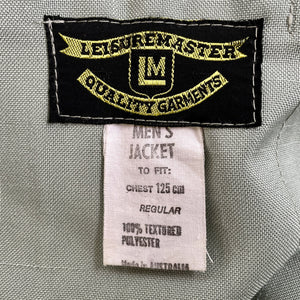 LEISUREMASTER
LM
QUALITY GARMENTS
MEN'S
JACKET
TO FIT:
CHEST 125 cm
REGULAR
100% TEXTURED
POLYESTER
Made in AUSTRALIA